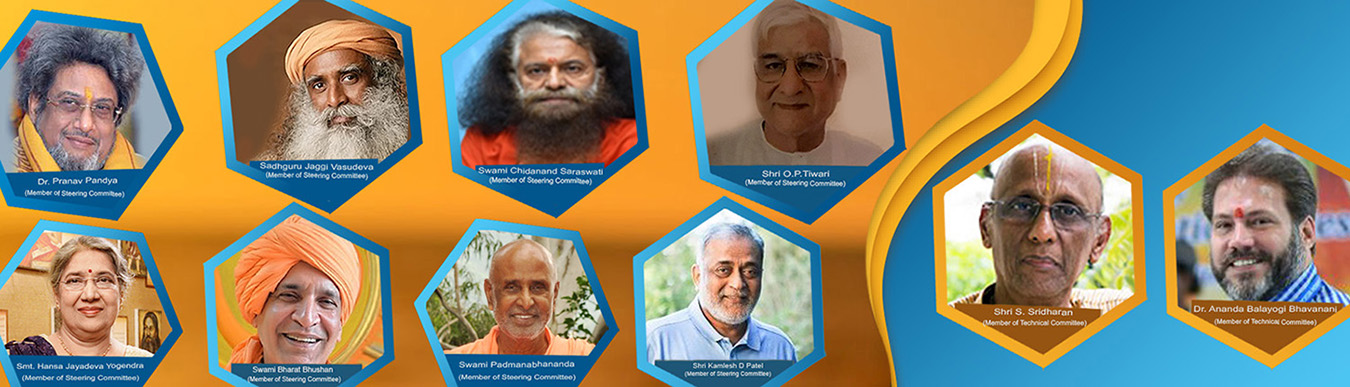 Dr. Pranav Pandya
(Member of Steering Committee)
Sadhguru Jaggi Vasudeva
(Member of Steering Committee)
Swami Chidanand Saraswati
(Member of Steering Committee)
Shri O.P.Tiwari
(Member of Steering Committee)
Shri S. Sridharan
(Member of Technical Committee)
Dr. Ananda Balayogi Bhavanani
(Member of Technical Committee)
Smt. Hansa Jayadeva Yogendra
(Member of Steering Committee)
Swami Bharat Bhushan
(Member of Steering Committee)
Swami Padmanabhananda
(Member of Steering Committee)
Shri Kamlesh D Patel
(Member of Steering Committee)